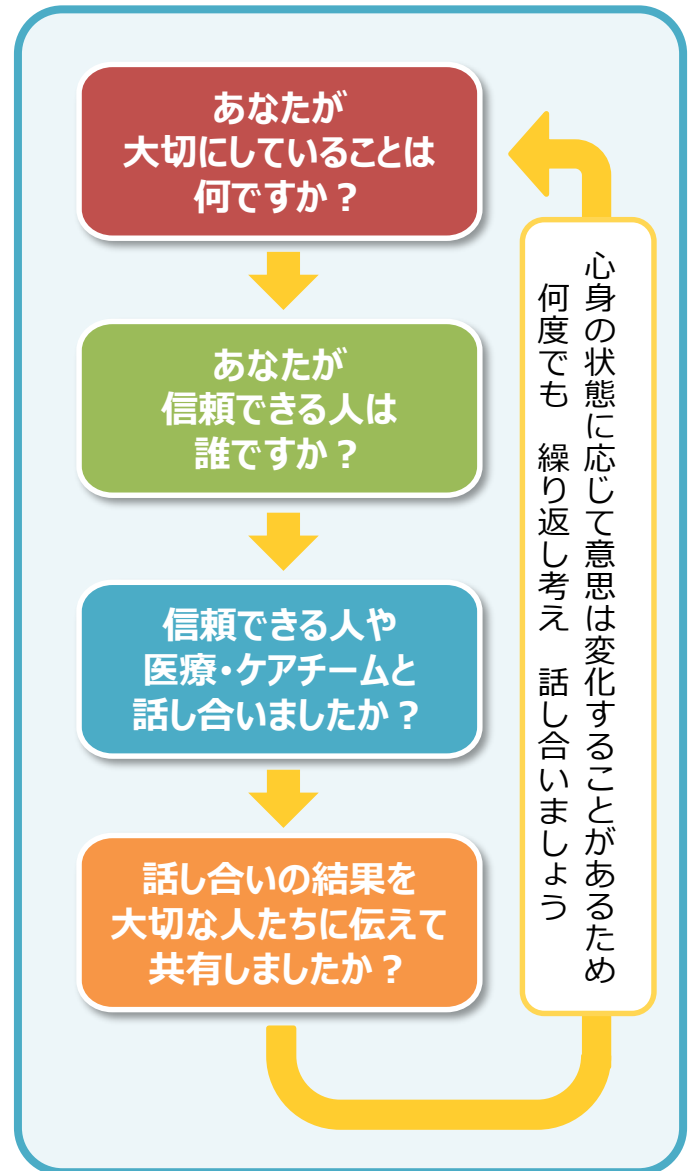 あなたが
大切にしていることは
何ですか？
あなたが
信頼できる人は
誰ですか？
信頼できる人や
医療・ケアチームと
話し合いましたか？
話し合いの結果を
大切な人たちに伝えて
共有しましたか？
心身の状態に応じて意思は変化することがあるため
何度でも　繰り返し考え　話し合いましょう